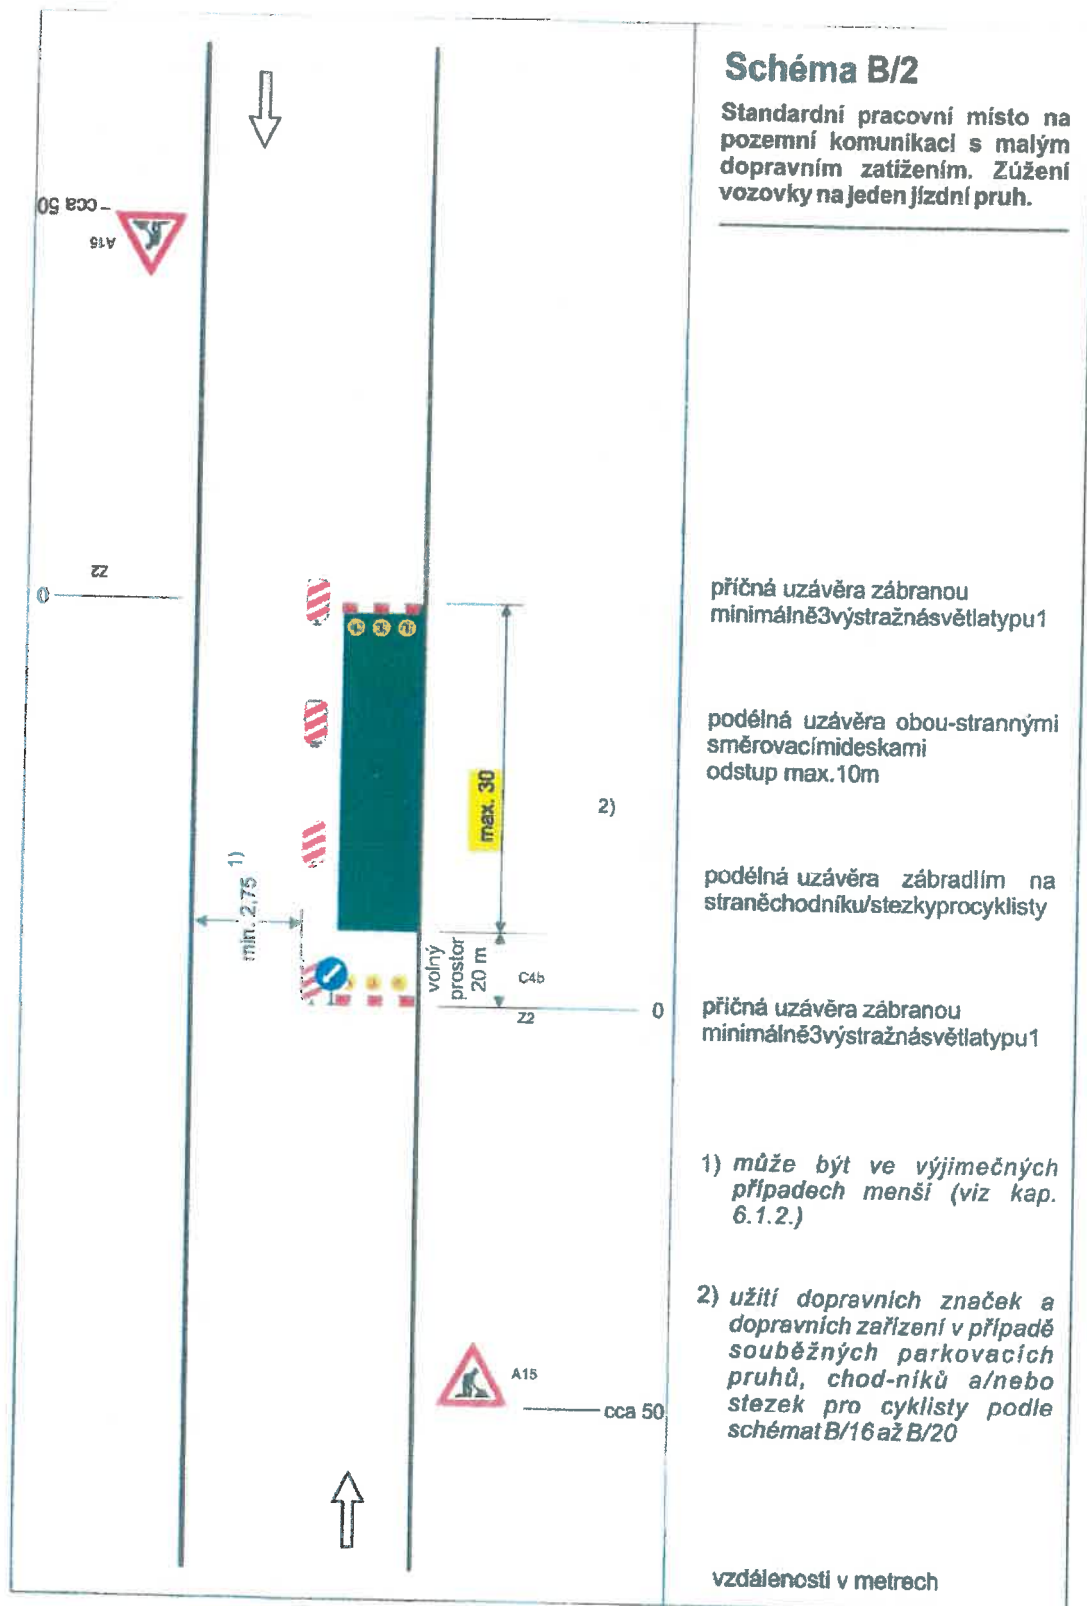 Schéma B/2
Standardní pracovní místo na
pozemní komunikaci s malým
dopravním zatížením. Zúžení
vozovky na jeden jízdní pruh.
cca 50
A15
Z2
0
příčná uzávěra zábranou
minimálně3výstražnásvětlatypu1
podélná uzávěra obou-strannými
směrovacímideskami
odstup max.10m
max. 30
2)
podélná uzávěra zábradlím na
straněchodníku/stezkyprocyklisty
min. 2,75 1)
volný
prostor
20 m
C4b
Z2
0
příčná uzávěra zábranou
minimálně3výstražnásvětlatypu1
1) může být ve výjimečných
případech menší (viz kap.
6.1.2.)
2) užití dopravních značek a
dopravních zařízení v případě
souběžných parkovacích
pruhů, chod-níků a/nebo
stezek pro cyklisty podle
schémat B/16 až B/20
A15
cca 50
vzdálenosti v metrech